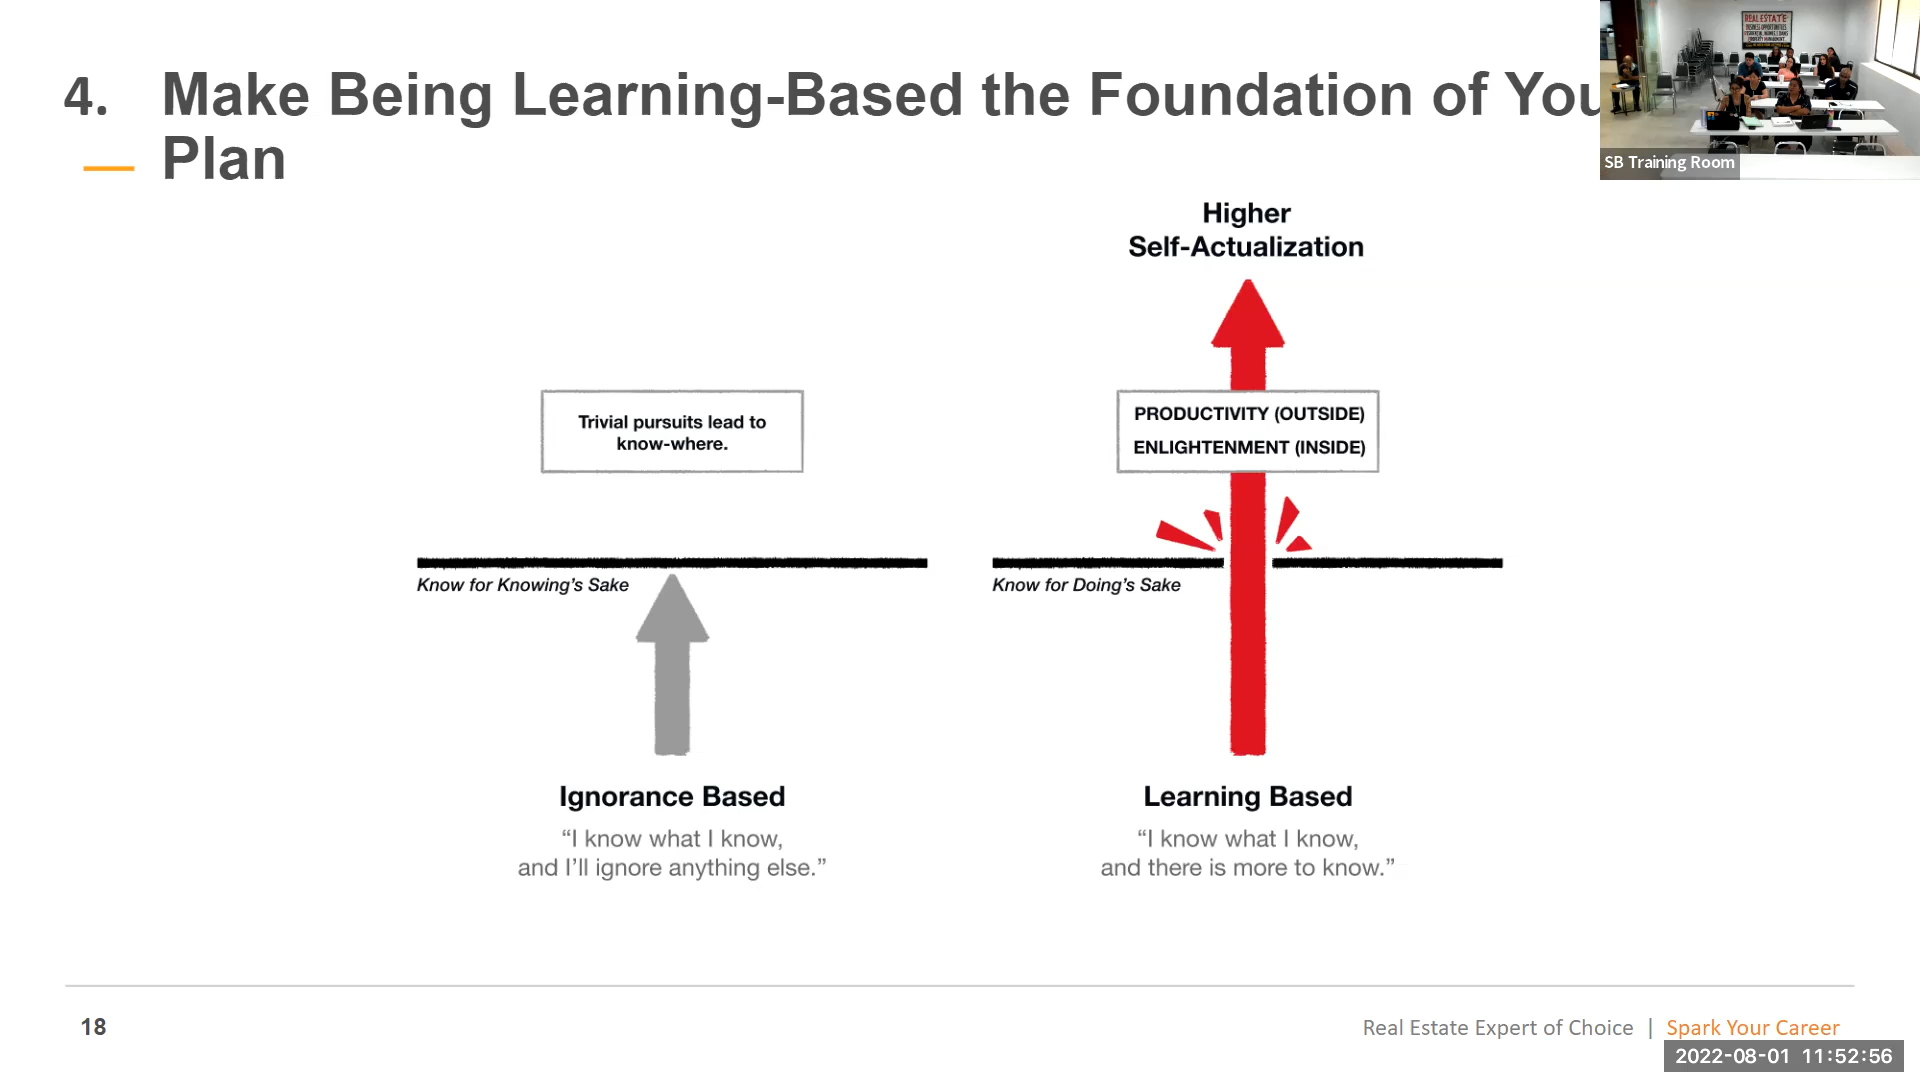 4. Make Being Learning-Based the Foundation of You
Plan
REAL ESTATE
SB Training Room
Higher
Self-Actualization
Trivial pursuits lead to
know-where.
PRODUCTIVITY (OUTSIDE)
ENLIGHTENMENT (INSIDE)
Know for Knowing’s Sake
Know for Doing’s Sake
Ignorance Based
“I know what I know,
and I’ll ignore anything else.”
Learning Based
“I know what I know,
and there is more to know.”
18
Real Estate Expert of Choice | Spark Your Career
2022-08-01 11:52:56